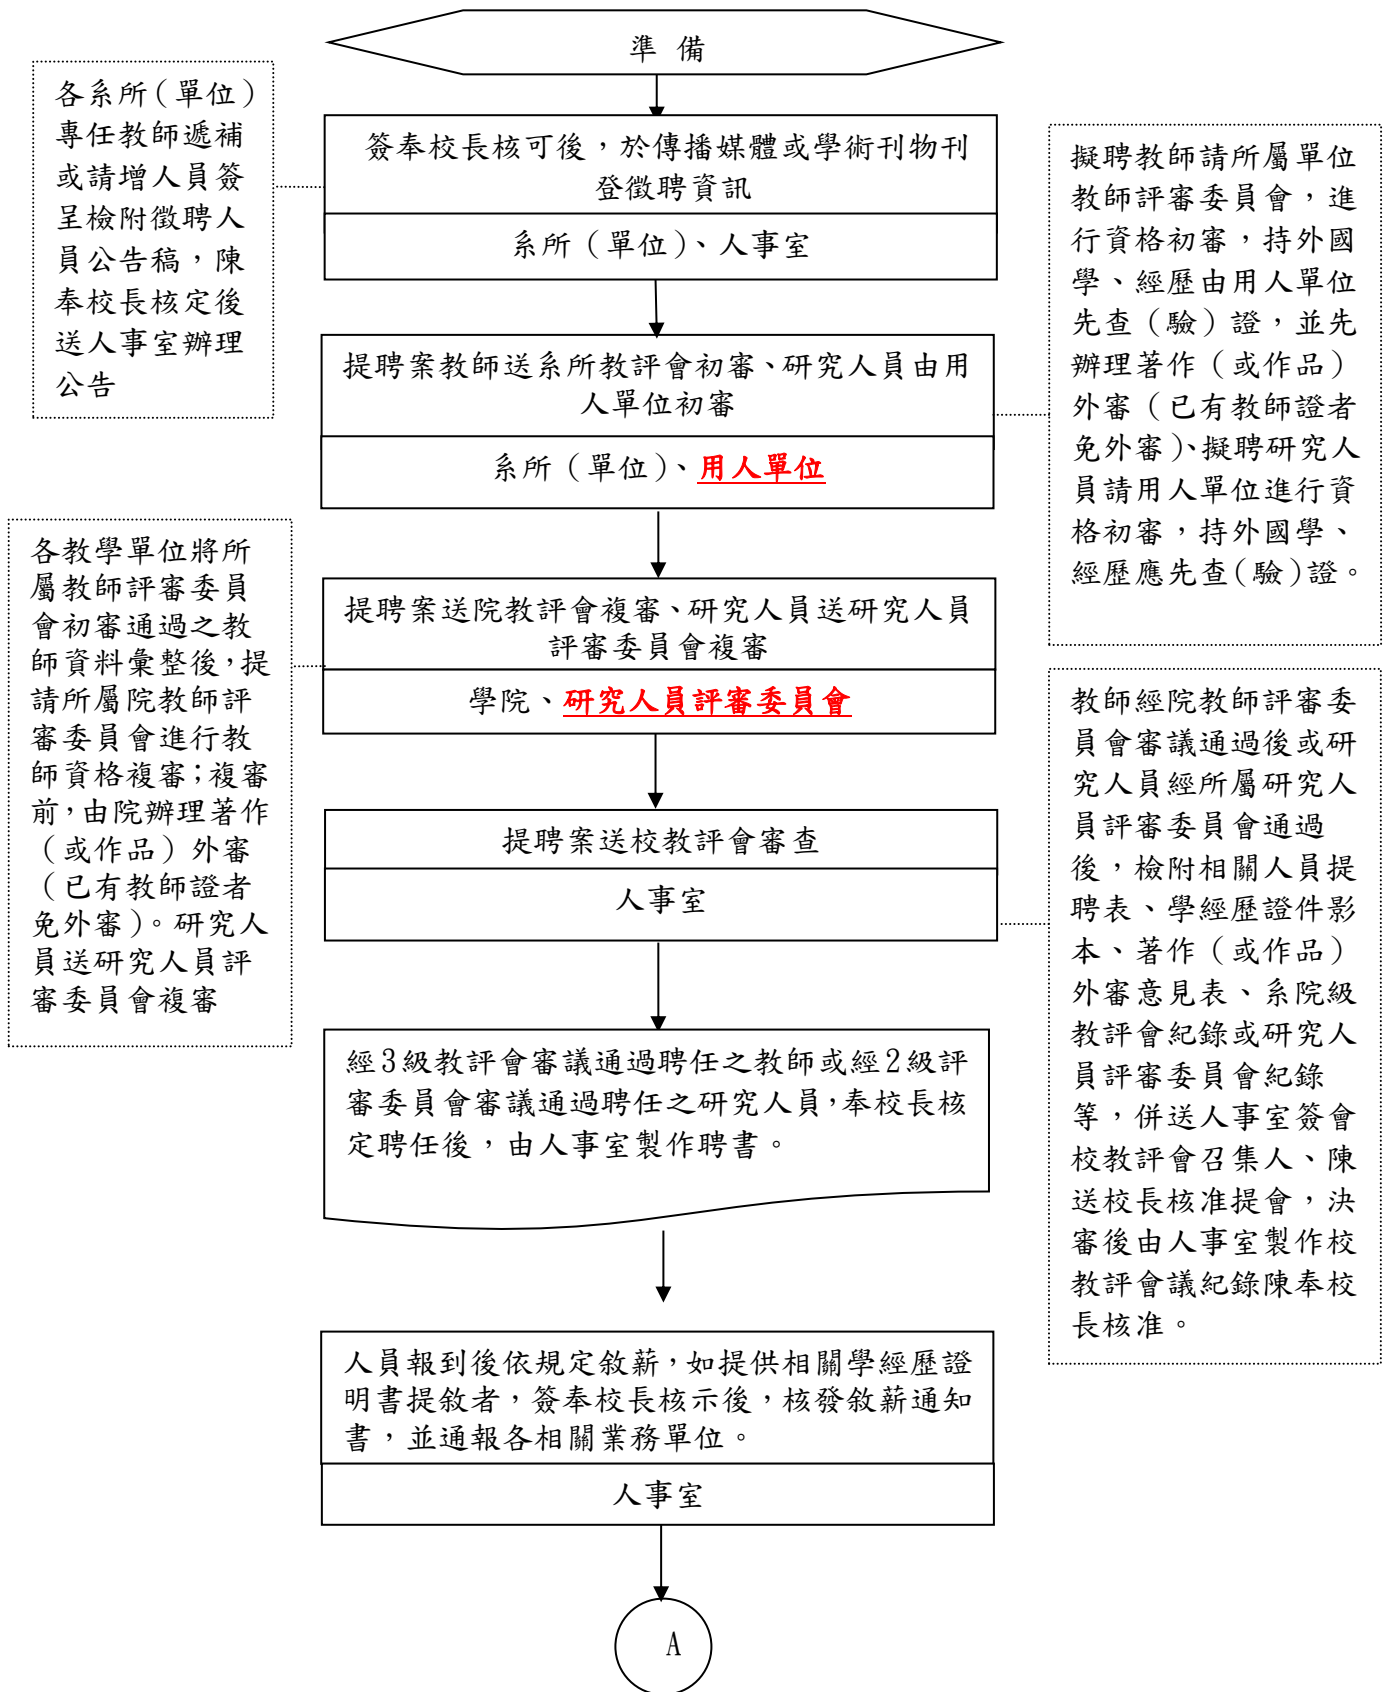 準 備
各系所(單位)
專任教師遞補
或請增人員簽
呈檢附徵聘人
員公告稿，陳
奉校長核定後
送人事室辦理
公告
簽奉校長核可後，於傳播媒體或學術刊物刊
登徵聘資訊
系所（單位）、人事室
擬聘教師請所屬單位
教師評審委員會，進
行資格初審，持外國
學、經歷由用人單位
先查（驗）證，並先
辦理著作（或作品）
外審（已有教師證者
免外審）、擬聘研究人
員請用人單位進行資
格初審，持外國學、
經歷應先查(驗)證。
提聘案教師送系所教評會初審、研究人員由用
人單位初審
系所（單位）、用人單位
各教學單位將所
屬教師評審委員
會初審通過之教
師資料彙整後，提
請所屬院教師評
審委員會進行教
師資格複審；複審
前，由院辦理著作
（或作品）外審
（已有教師證者
免外審）。研究人
員送研究人員評
審委員會複審
提聘案送院教評會複審、研究人員送研究人員
評審委員會複審
學院、研究人員評審委員會
教師經院教師評審委
員會審議通過後或研
究人員經所屬研究人
員評審委員會通過
後，檢附相關人員提
聘表、學經歷證件影
本、著作（或作品）
外審意見表、系院級
教評會紀錄或研究人
員評審委員會紀錄
等，併送人事室簽會
校教評會召集人、陳
送校長核准提會，決
審後由人事室製作校
教評會議紀錄陳奉校
長核准。
提聘案送校教評會審查
人事室
經3級教評會審議通過聘任之教師或經2級評
審委員會審議通過聘任之研究人員，奉校長核
定聘任後，由人事室製作聘書。
人員報到後依規定敘薪，如提供相關學經歷證
明書提敘者，簽奉校長核示後，核發敘薪通知
書，並通報各相關業務單位。
人事室
A